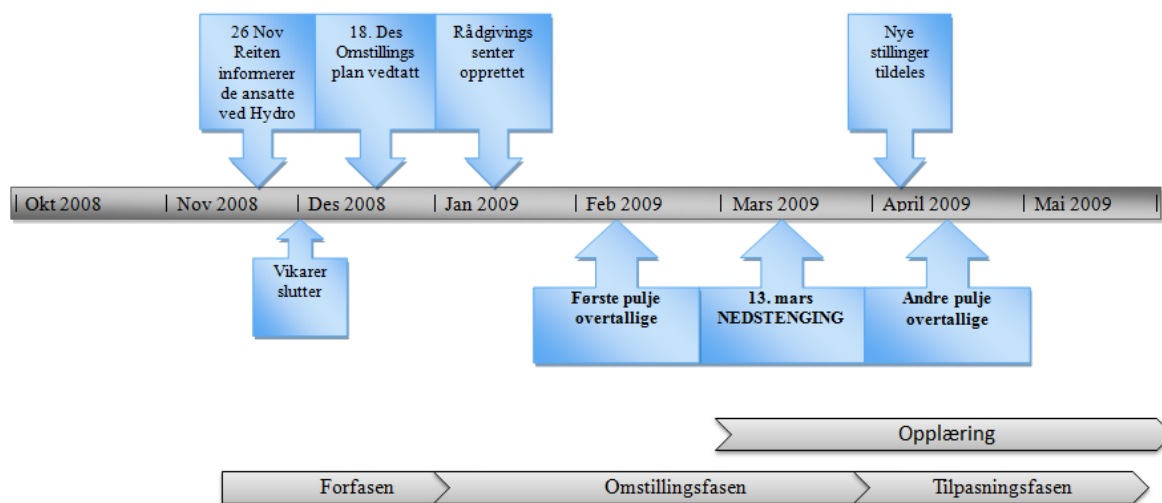 26 Nov
Reiten
informerer
de ansatte
ved Hydro
18. Des
Omstillings
plan vedtatt
Rådgivings
senter
opprettet
Nye
stillinger
tildeles
Okt 2008
Nov 2008
Des 2008
Jan 2009
Feb 2009
Mars 2009
April 2009
Mai 2009
Vikarer
slutter
Første pulje
overtallige
13. mars
NEDSTENGING
Andre pulje
overtallige
Opplæring
Forfasen
Omstillingsfasen
Tilpasningsfasen